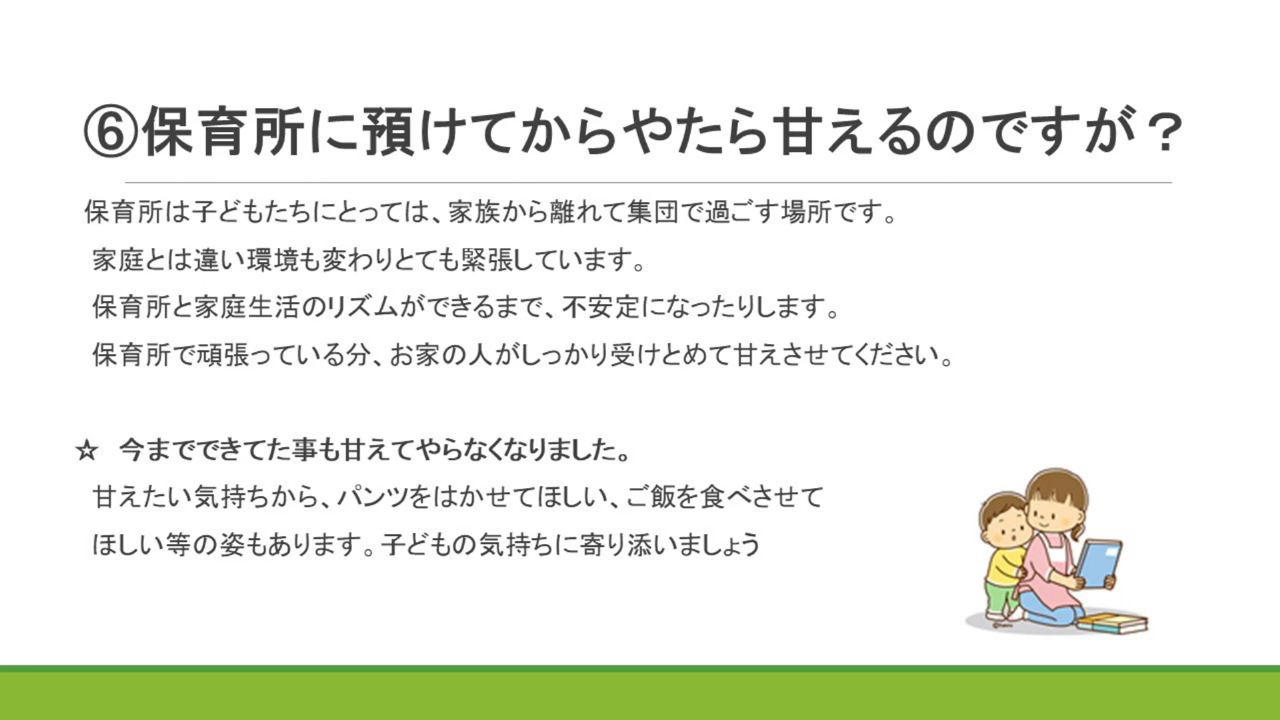 ⑥保育所に預けてからやたら甘えるのですが？
保育所は子どもたちにとっては、家族から離れて集団で過ごす場所です。
家庭とは違い環境も変わりとても緊張しています。
保育所と家庭生活のリズムができるまで、不安定になったりします。
保育所で頑張っている分、お家の人がしっかり受けとめて甘えさせてください。
☆　今までできてた事も甘えてやらなくなりました。
甘えたい気持ちから、パンツをはかせてほしい、ご飯を食べさせて
ほしい等の姿もあります。子どもの気持ちに寄り添いましょう